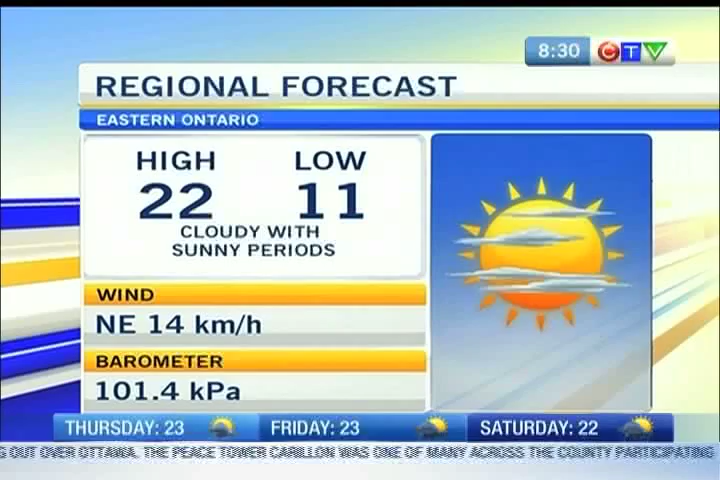 8:30 CTV
REGIONAL FORECAST
EASTERN ONTARIO
HIGH LOW
22 11
CLOUDY WITH
SUNNY PERIODS
WIND
NE 14 km/h
BAROMETER
101.4 kPa
THURSDAY: 23 FRIDAY: 23 SATURDAY: 22
G OUT OVER OTTAWA. THE PEACE TOWER CARILLON WAS ONE OF MANY ACROSS THE COUNTY PARTICIPATING